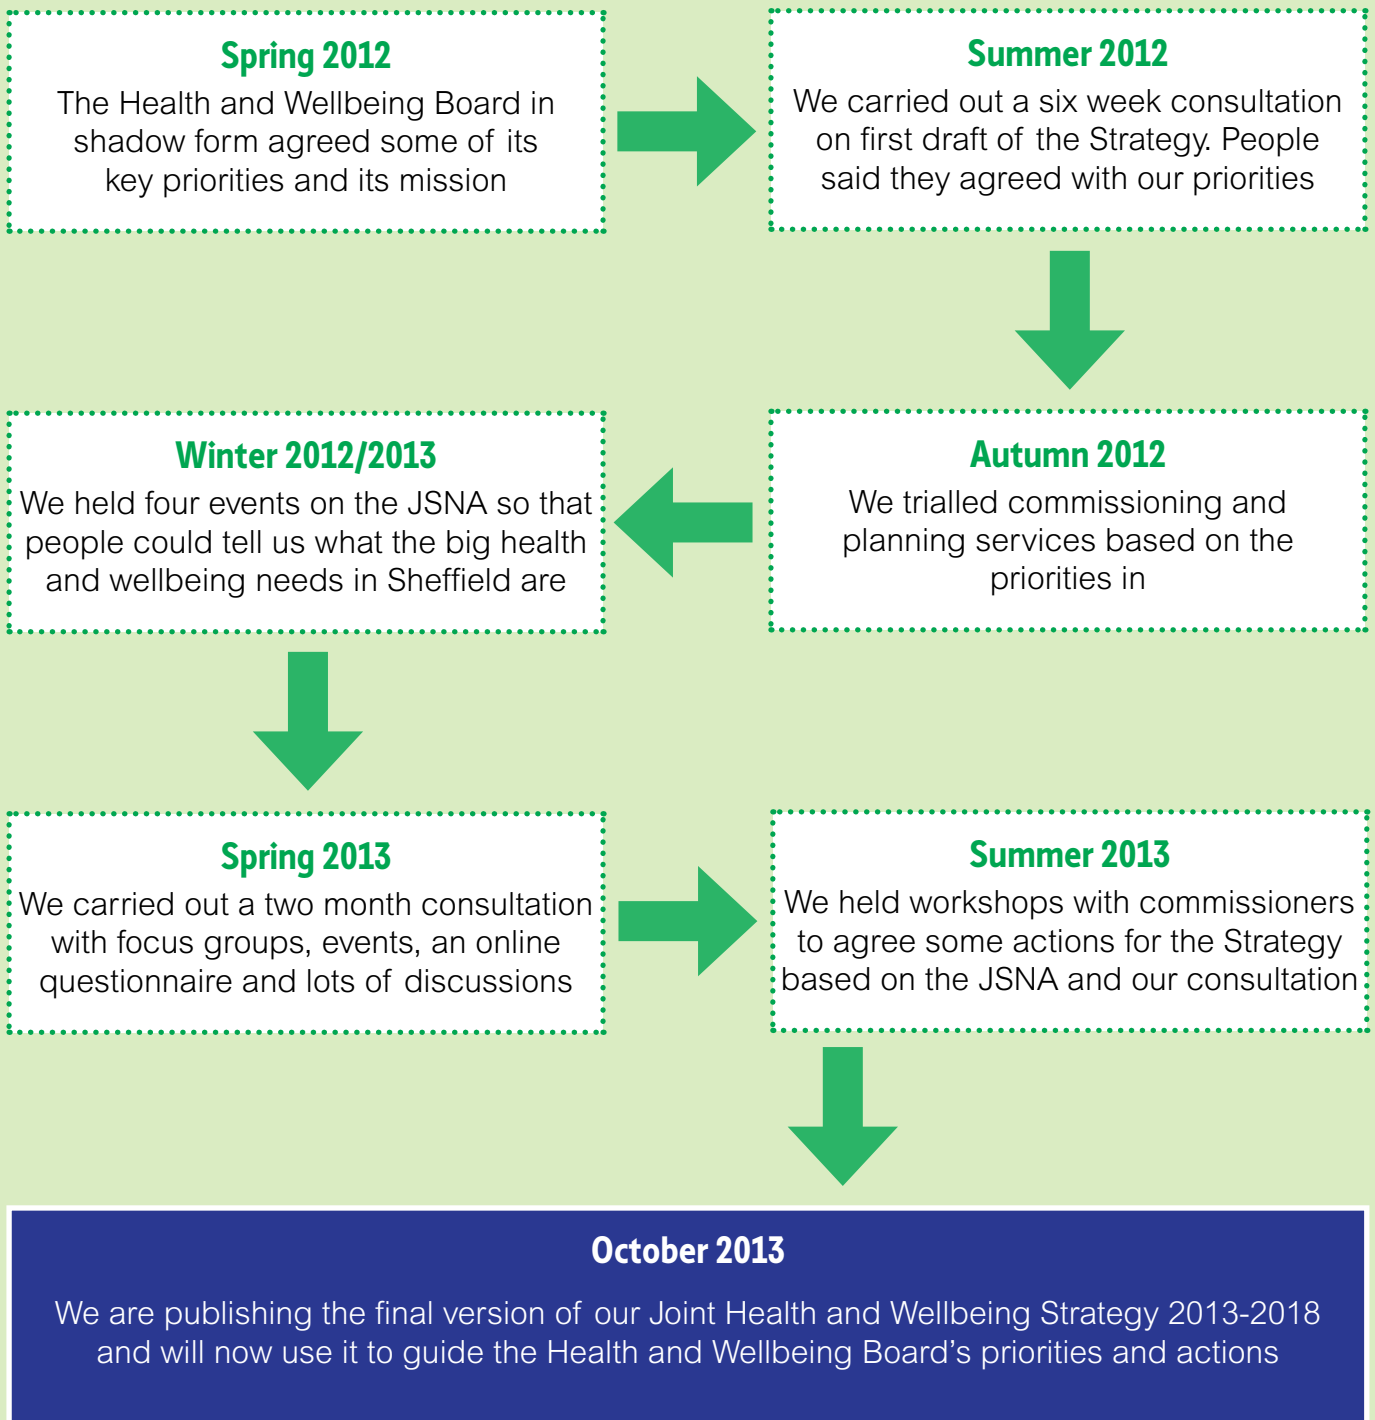 Spring 2012
The Health and Wellbeing Board in
shadow form agreed some of its
key priorities and its mission
Summer 2012
We carried out a six week consultation
on first draft of the Strategy. People
said they agreed with our priorities
Autumn 2012
We trialled commissioning and
planning services based on the
priorities in
Winter 2012/2013
We held four events on the JSNA so that
people could tell us what the big health
and wellbeing needs in Sheffield are
Spring 2013
We carried out a two month consultation
with focus groups, events, an online
questionnaire and lots of discussions
Summer 2013
We held workshops with commissioners
to agree some actions for the Strategy
based on the JSNA and our consultation
October 2013
We are publishing the final version of our Joint Health and Wellbeing Strategy 2013-2018
and will now use it to guide the Health and Wellbeing Board's priorities and actions